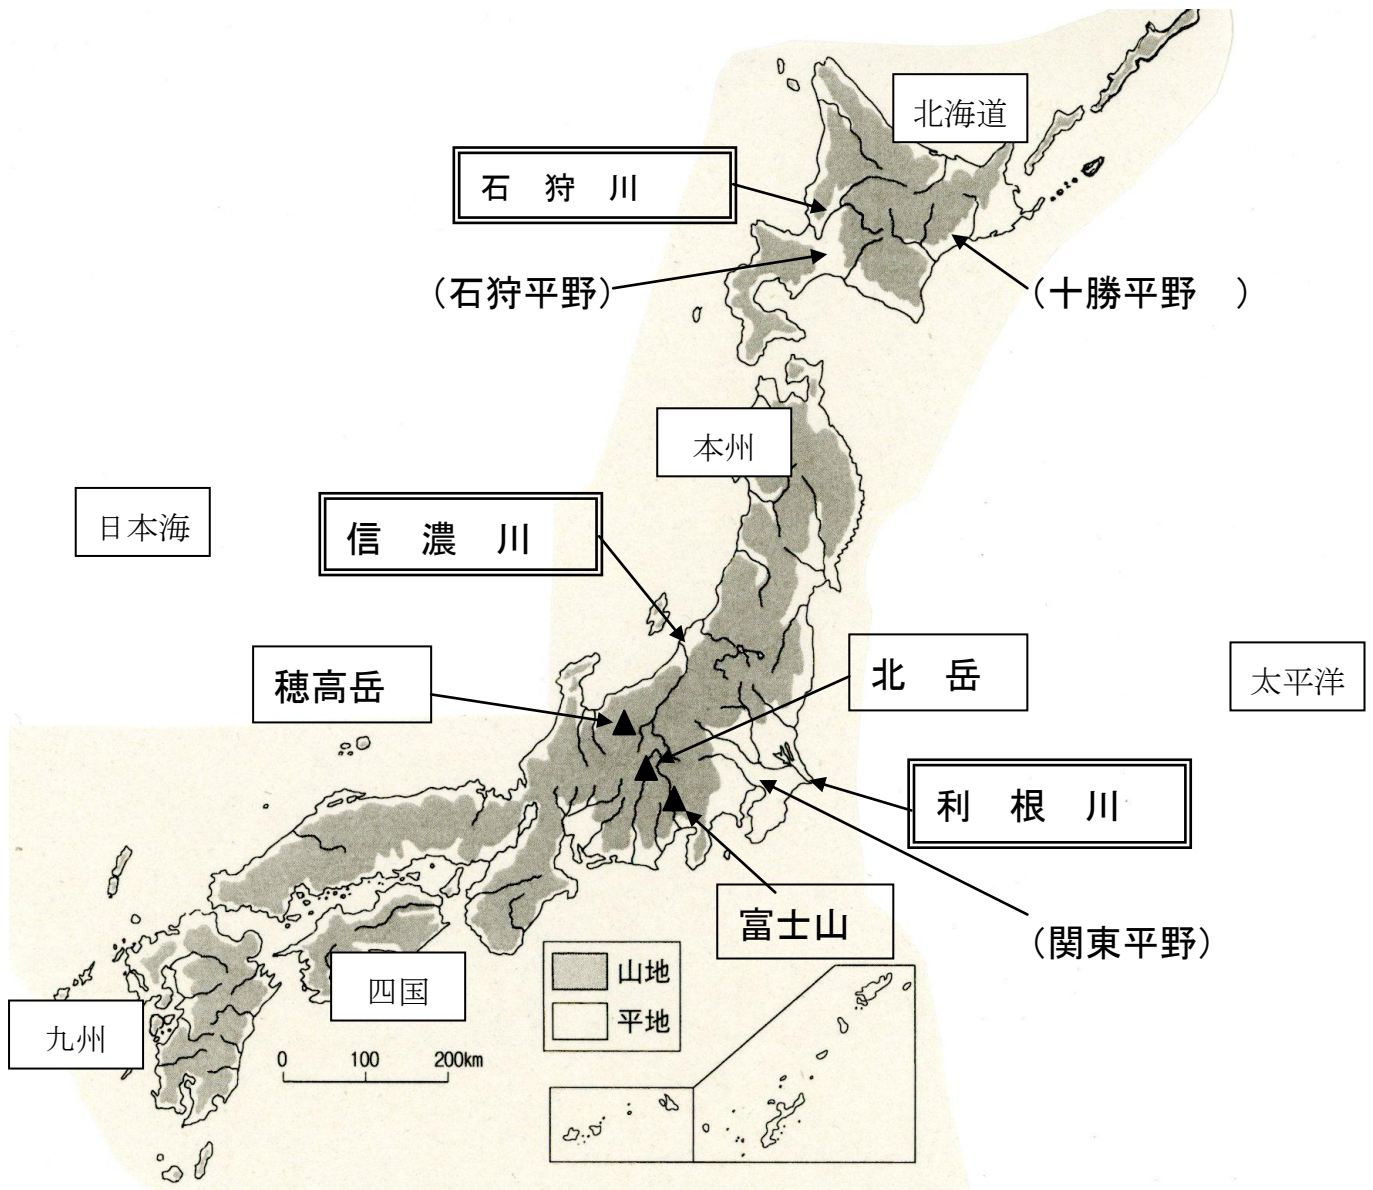 北海道
石 狩 川
（石狩平野）
（十勝平野　）
本州
日本海
信 濃 川
穂高岳
北 岳
太平洋
利 根 川
富士山
（関東平野）
四国
九州
山地
平地
0 100 200km